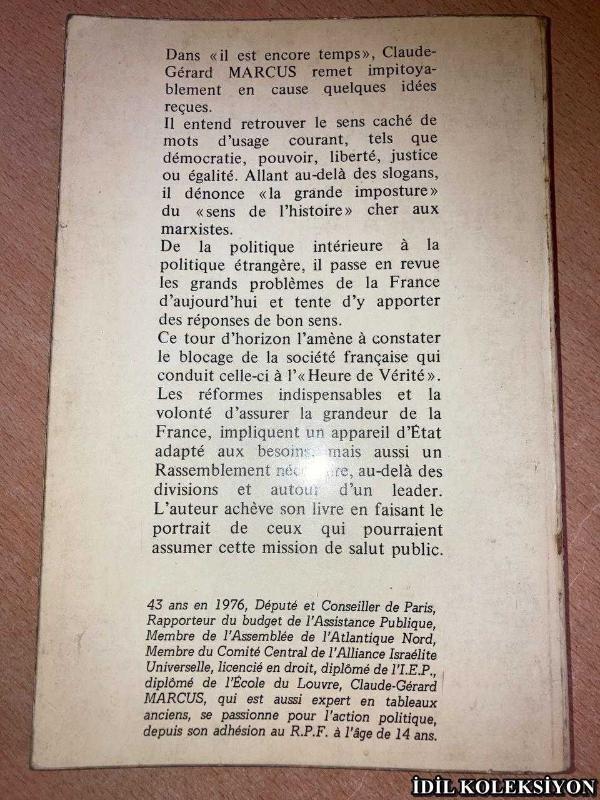 Dans «il est encore temps», Claude-
Gérard MARCUS remet impitoya-
blement en cause quelques idées
reçues.
Il entend retrouver le sens caché de
mots d'usage courant, tels que
démocratie, pouvoir, liberté, justice
ou égalité. Allant au-delà des slogans,
il dénonce «la grande imposture»
du «sens de l'histoire» cher aux
marxistes.
De la politique intérieure à la
politique étrangère, il passe en revue
les grands problèmes de la France
d'aujourd'hui et tente d'y apporter
des réponses de bon sens.
Ce tour d'horizon l'amène à constater
le blocage de la société française qui
conduit celle-ci à l'«Heure de Vérité».
Les réformes indispensables et la
volonté d'assurer la grandeur de la
France, impliquent un appareil d'État
adapté aux besoins, mais aussi un
Rassemblement nécessaire, au-delà des
divisions et autour d'un leader.
L'auteur achève son livre en faisant le
portrait de ceux qui pourraient
assumer cette mission de salut public.
43 ans en 1976, Député et Conseiller de Paris,
Rapporteur du budget de l'Assistance Publique,
Membre de l'Assemblée de l'Atlantique Nord,
Membre du Comité Central de l'Alliance Israélite
Universelle, licencié en droit, diplômé de l'I.E.P.,
diplômé de l'École du Louvre, Claude-Gérard
MARCUS, qui est aussi expert en tableaux
anciens, se passionne pour l'action politique,
depuis son adhésion au R.P.F. à l'âge de 14 ans.
İDİL KOLEKSİYON